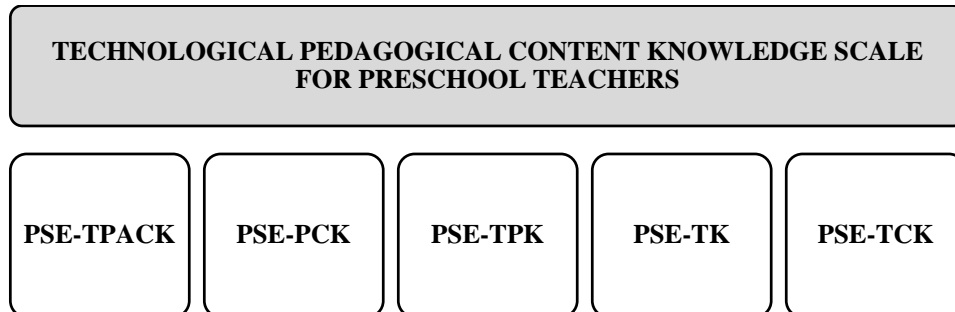 TECHNOLOGICAL PEDAGOGICAL CONTENT KNOWLEDGE SCALE
FOR PRESCHOOL TEACHERS
PSE-TPACK
PSE-PCK
PSE-TPK
PSE-TK
PSE-TCK